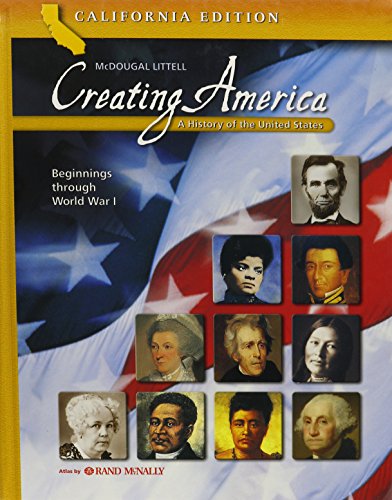 CALIFORNIA EDITION
McDOUGAL LITTELL
Creating America
A History of the United States
Beginnings
through
World War I
Atlas by RAND McNALLY